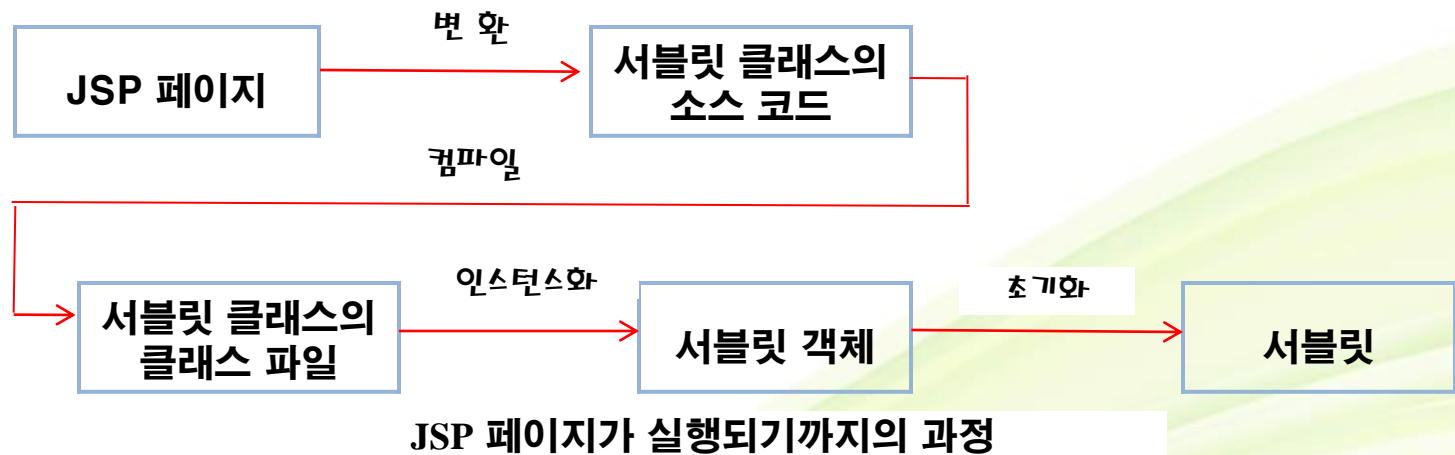 변 환
JSP 페이지
서블릿 클래스의
소스 코드
컴파일
인스턴스화
초기화
서블릿 클래스의
클래스 파일
서블릿 객체
서블릿
JSP 페이지가 실행되기까지의 과정